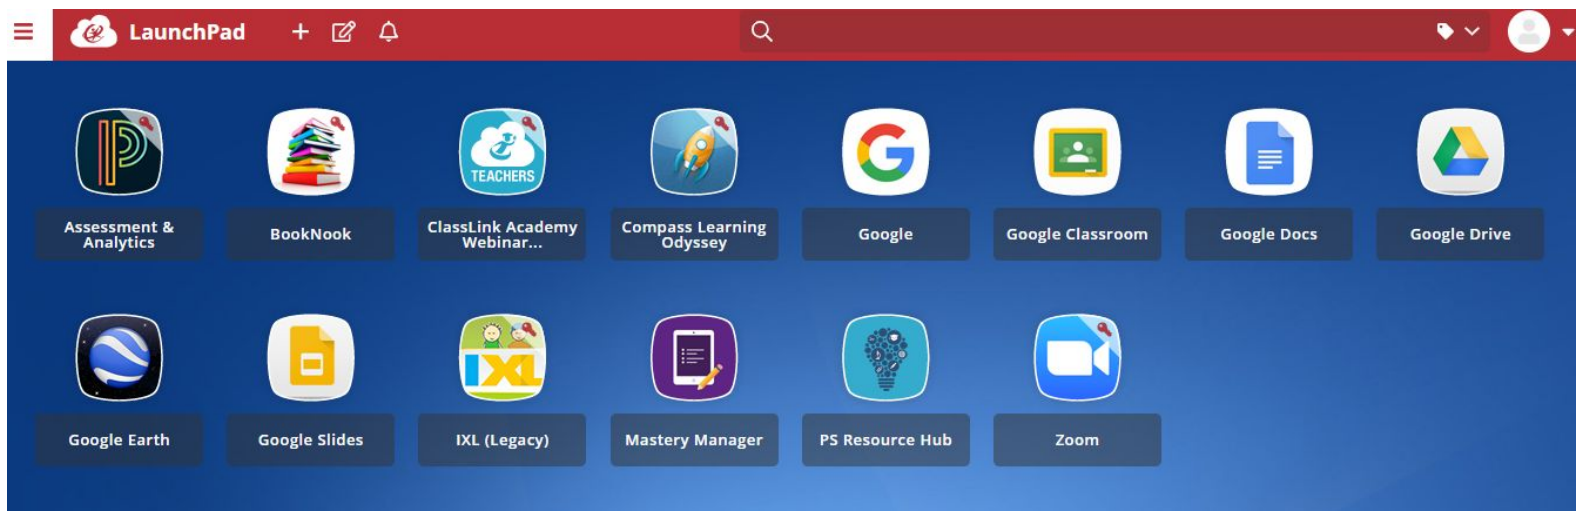 LaunchPad
TEACHERS
Assessment &
Analytics
BookNook
ClassLink Academy
Webinar...
Compass Learning
Odyssey
Google
Google Classroom
Google Docs
Google Drive
IXL
Google Earth
Google Slides
IXL (Legacy)
Mastery Manager
PS Resource Hub
Zoom